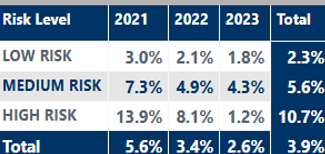 Risk Level 2021 2022 2023 Total
LOW RISK 3.0% 2.1% 1.8% 2.3%
MEDIUM RISK 7.3% 4.9% 4.3% 5.6%
HIGH RISK 13.9% 8.1% 1.2% 10.7%
Total 5.6% 3.4% 2.6% 3.9%